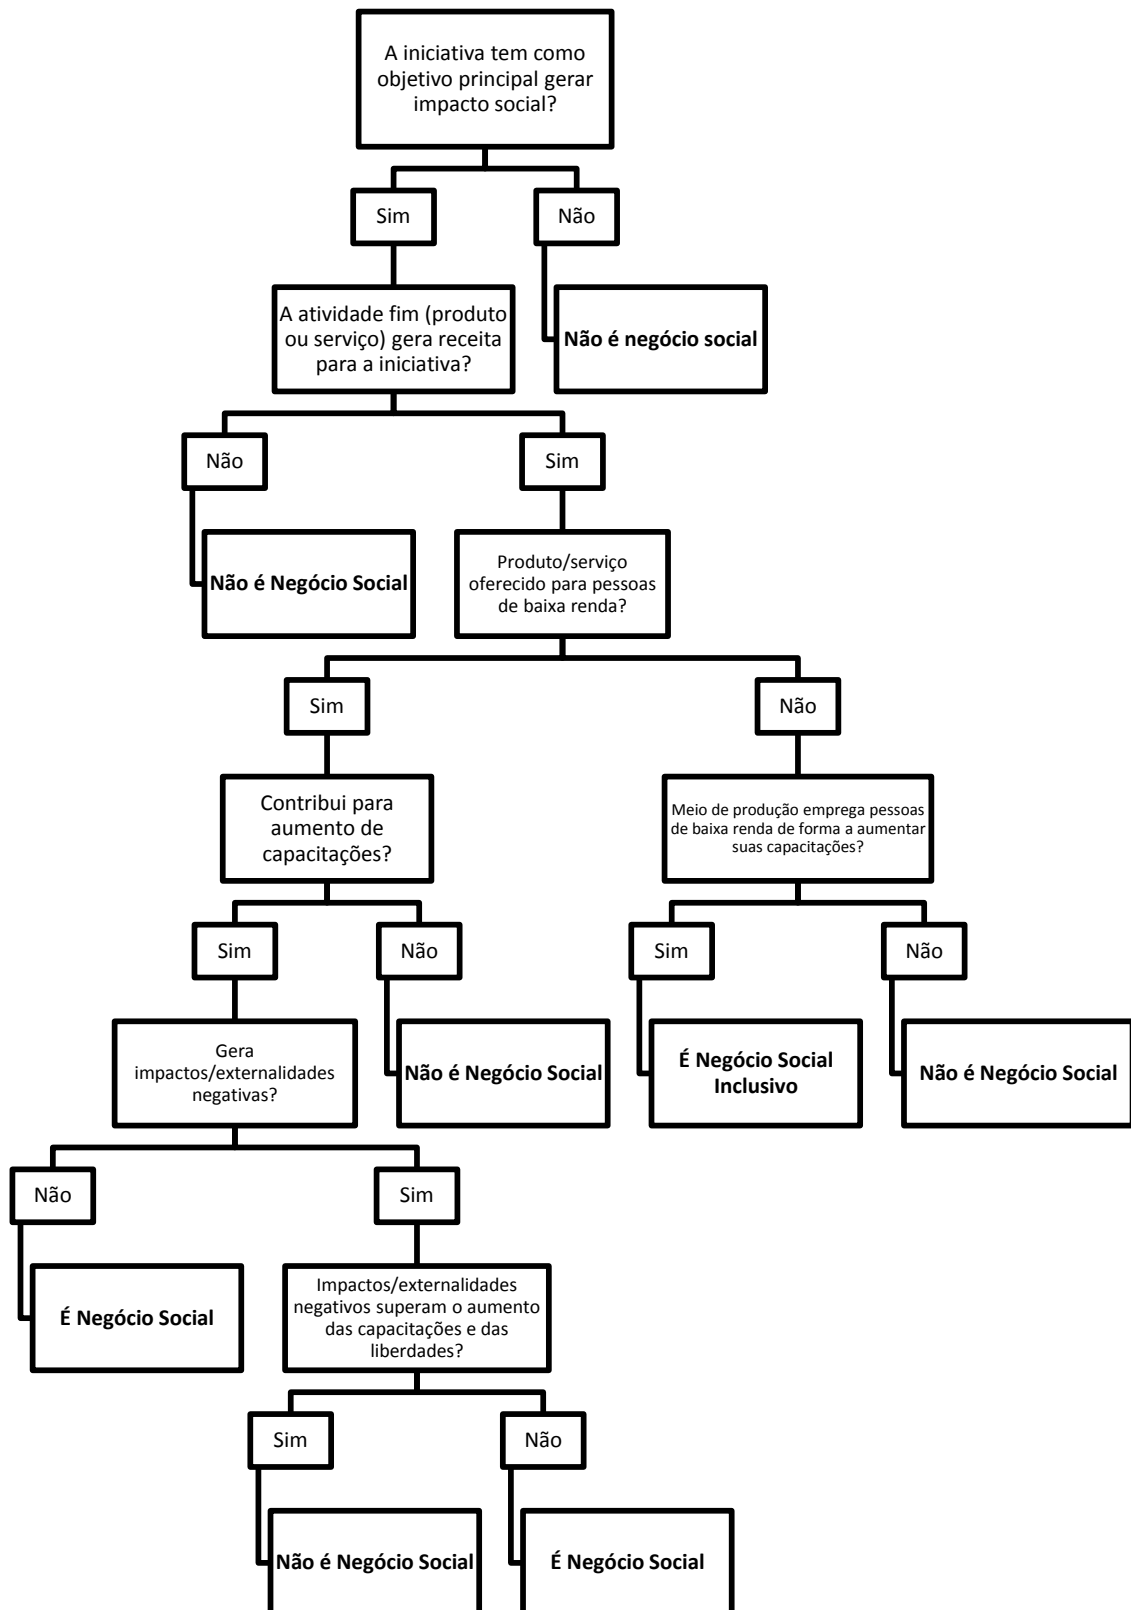 A iniciativa tem como
objetivo principal gerar
impacto social?
Sim
Não
A atividade fim (produto
ou serviço) gera receita
para a iniciativa?
Não é negócio social
Não
Sim
Não é Negócio Social
Produto/serviço
oferecido para pessoas
de baixa renda?
Sim
Não
Contribui para
aumento de
capacitações?
Meio de produção emprega pessoas
de baixa renda de forma a aumentar
suas capacitações?
Sim
Não
Sim
Não
Gera
impactos/externalidades
negativas?
Não é Negócio Social
É Negócio Social
Inclusivo
Não é Negócio Social
Não
Sim
É Negócio Social
Impactos/externalidades
negativos superam o aumento
das capacitações e das
liberdades?
Sim
Não
Não é Negócio Social
É Negócio Social